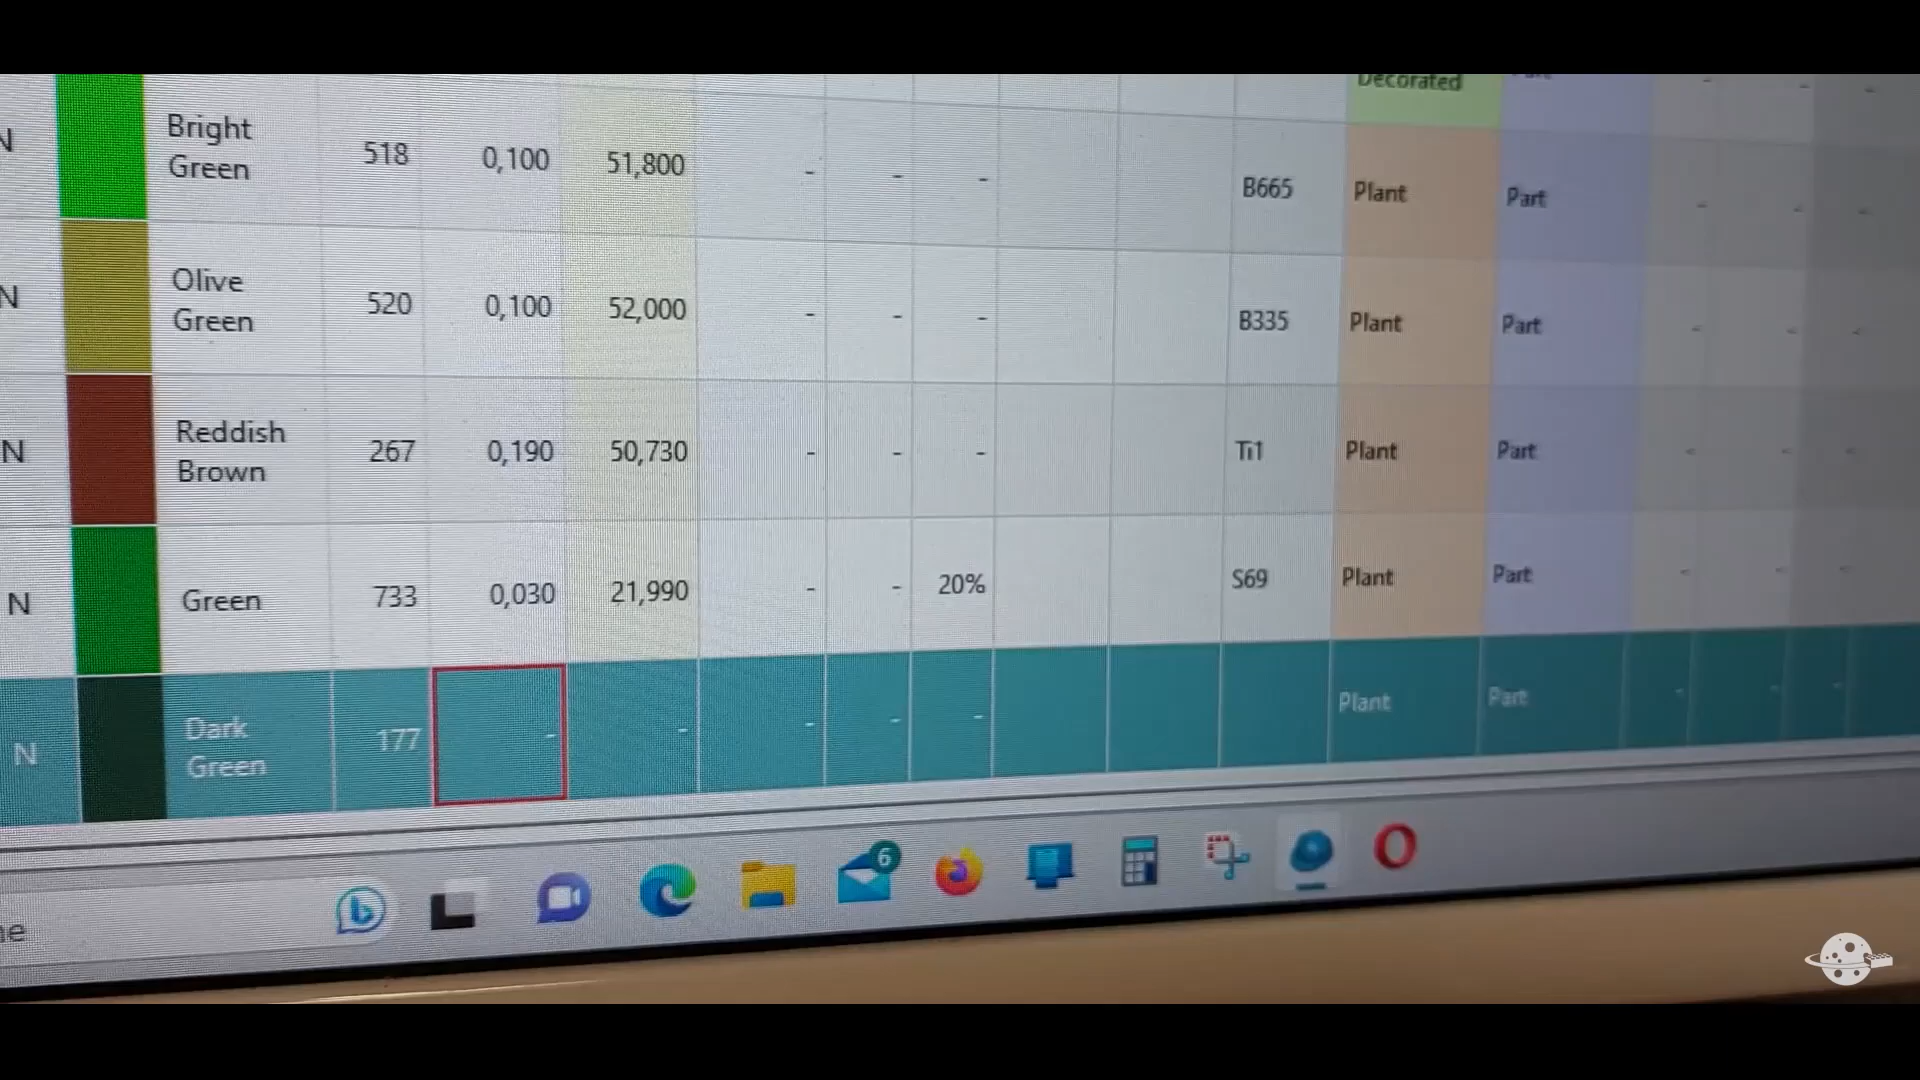 Decorated
N Bright Green 518 0,100 51,800 - - - B665 Plant Part - - -
N Olive Green 520 0,100 52,000 - - - B335 Plant Part - - -
N Reddish Brown 267 0,190 50,730 - - - Ti1 Plant Part - - -
N Green 733 0,030 21,990 - - 20% S69 Plant Part - - -
N Dark Green 177 - - - - - Plant Part - - -
6